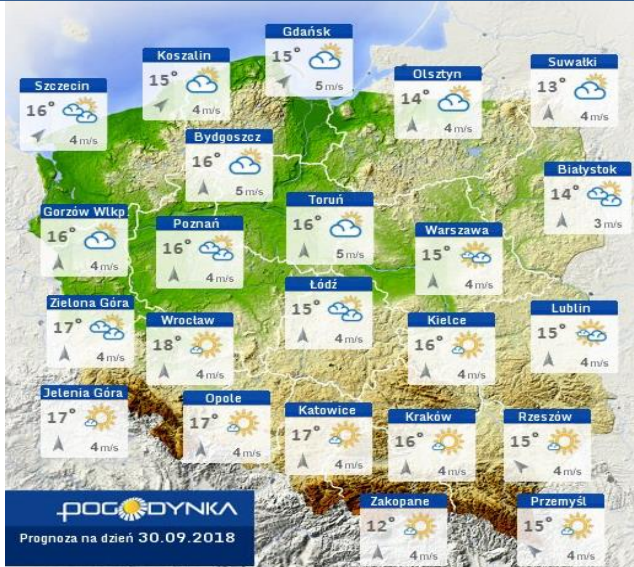 Gdańsk
15°
5 m/s
Koszalin
15°
4 m/s
Suwałki
13°
4 m/s
Olsztyn
14°
4 m/s
Szczecin
16°
4 m/s
Bydgoszcz
16°
5 m/s
Białystok
14°
3 m/s
Gorzów Wlkp
16°
4 m/s
Poznań
16°
4 m/s
Toruń
16°
5 m/s
Warszawa
15°
4 m/s
Łódź
15°
4 m/s
Zielona Góra
17°
4 m/s
Wrocław
18°
4 m/s
Kielce
16°
4 m/s
Lublin
15°
4 m/s
Jelenia Góra
17°
4 m/s
Opole
17°
4 m/s
Katowice
17°
4 m/s
Kraków
16°
4 m/s
Rzeszów
15°
4 m/s
Zakopane
12°
4 m/s
Przemyśl
15°
4 m/s
POGODYNKA
Prognoza na dzień 30.09.2018